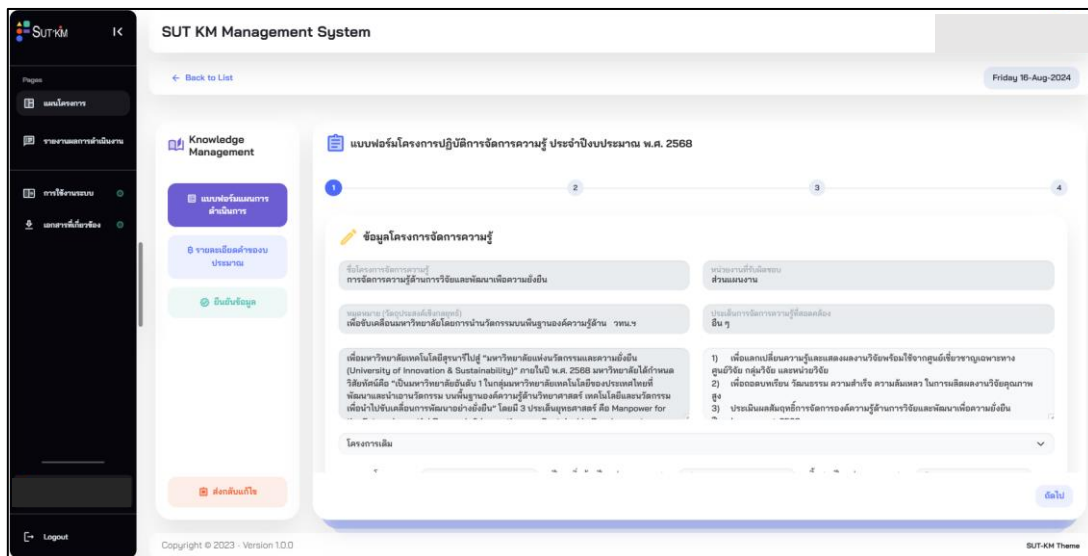 SUT-KM
SUT KM Management System
Pages
แผนโครงการ
รายงานผลการดำเนินงาน
การใช้งานระบบ
เอกสารที่เกี่ยวข้อง
Logout
← Back to List
Friday 16-Aug-2024
Knowledge
Management
แบบฟอร์มแผนการ
ดำเนินการ
รายละเอียดคำของบ
ประมาณ
ยืนยันข้อมูล
ส่งกลับแก้ไข
แบบฟอร์มโครงการปฏิบัติการจัดการความรู้ ประจำปีงบประมาณ พ.ศ. 2568
1 2 3 4
ข้อมูลโครงการจัดการความรู้
ชื่อโครงการจัดการความรู้
การจัดการความรู้ด้านการวิจัยและพัฒนาเพื่อความยั่งยืน
หน่วยงานที่รับผิดชอบ
ส่วนแผนงาน
หมุดหมาย (วัตถุประสงค์เชิงกลยุทธ์)
เพื่อขับเคลื่อนมหาวิทยาลัยโดยการนำนวัตกรรมบนพื้นฐานองค์ความรู้ด้าน วทน.ฯ
ประเด็นการจัดการความรู้ที่สอดคล้อง
อื่น ๆ
เพื่อมหาวิทยาลัยเทคโนโลยีสุรนารีไปสู่ "มหาวิทยาลัยแห่งนวัตกรรมและความยั่งยืน
(University of Innovation & Sustainability)" ภายในปี พ.ศ. 2568 มหาวิทยาลัยได้กำหนด
วิสัยทัศน์คือ "เป็นมหาวิทยาลัยอันดับ 1 ในกลุ่มมหาวิทยาลัยเทคโนโลยีของประเทศไทยที่
พัฒนาและนำเอานวัตกรรม บนพื้นฐานองค์ความรู้ด้านวิทยาศาสตร์ เทคโนโลยีและนวัตกรรม
เพื่อนำไปขับเคลื่อนการพัฒนาอย่างยั่งยืน" โดยมี 3 ประเด็นยุทธศาสตร์ คือ Manpower for
1) เพื่อแลกเปลี่ยนความรู้และแสดงผลงานวิจัยพร้อมใช้จากศูนย์เชี่ยวชาญเฉพาะทาง
ศูนย์วิจัย กลุ่มวิจัย และหน่วยวิจัย
2) เพื่อถอดบทเรียน วัฒนธรรม ความสำเร็จ ความล้มเหลว ในการผลิตผลงานวิจัยคุณภาพ
สูง
3) ประเมินผลสัมฤทธิ์การจัดการองค์ความรู้ด้านการวิจัยและพัฒนาเพื่อความยั่งยืน
โครงการเดิม
ถัดไป
Copyright © 2023 - Version 1.0.0
SUT-KM Theme